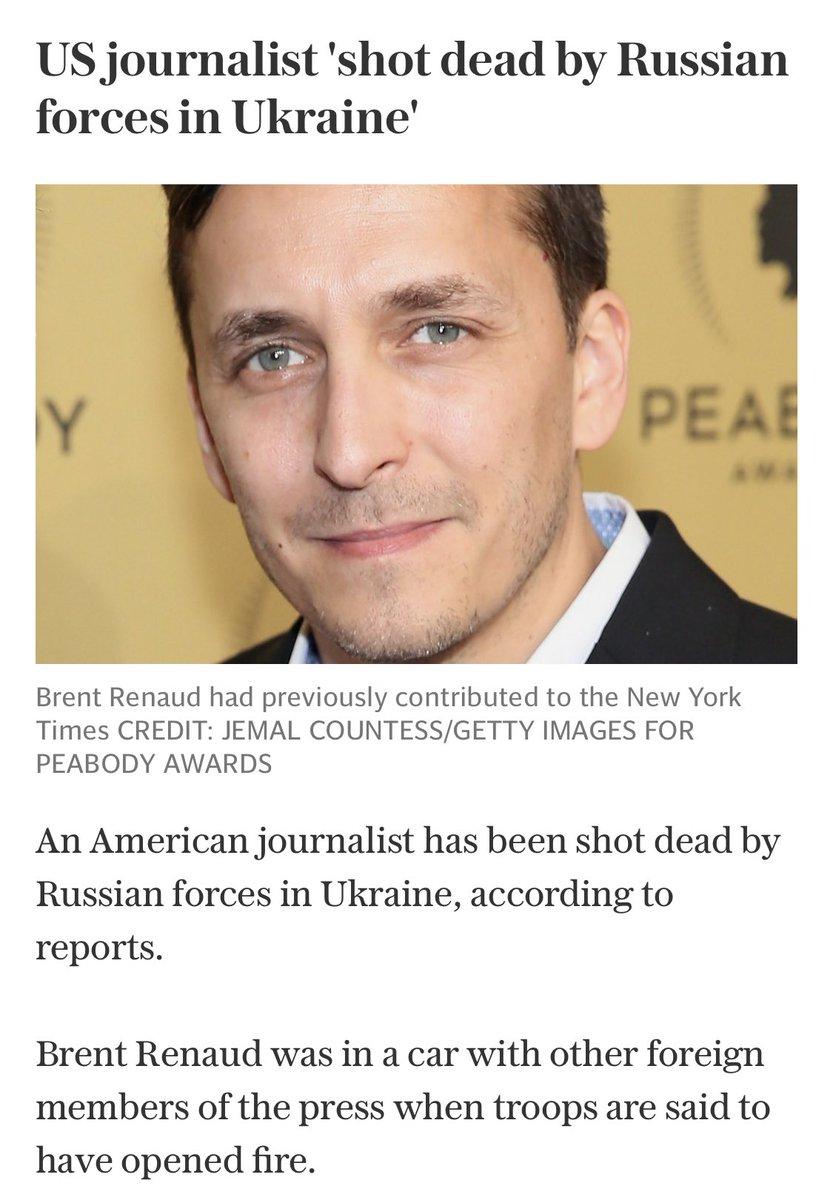 US journalist 'shot dead by Russian
forces in Ukraine'
Brent Renaud had previously contributed to the New York
Times CREDIT: JEMAL COUNTESS/GETTY IMAGES FOR
PEABODY AWARDS
An American journalist has been shot dead by
Russian forces in Ukraine, according to
reports.
Brent Renaud was in a car with other foreign
members of the press when troops are said to
have opened fire.